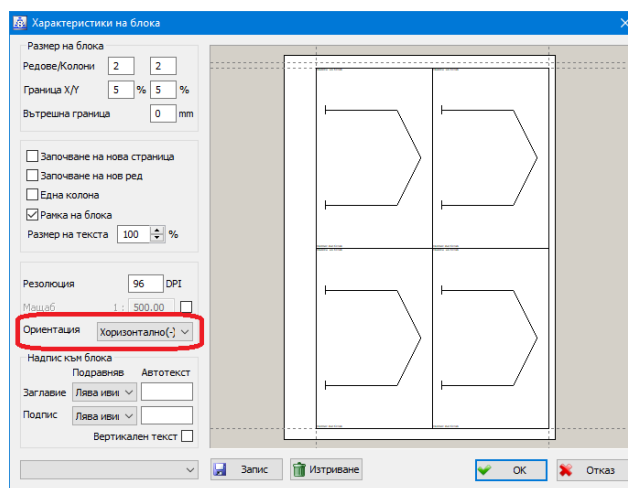 Характеристики на блока
Размер на блока
Редове/Колони 2 2
Граница X/Y 5 % 5 %
Вътрешна граница 0 mm
Започване на нова страница
Започване на нов ред
Една колона
Рамка на блока
Размер на текста 100 %
Резолюция 96 DPI
Мащаб 1 : 500.00
Ориентация Хоризонтално(-)
Надпис към блока
Подравняв Автотекст
Заглавие Лява иви
Подпис Лява иви
Вертикален текст
Запис Изтриване OK Отказ